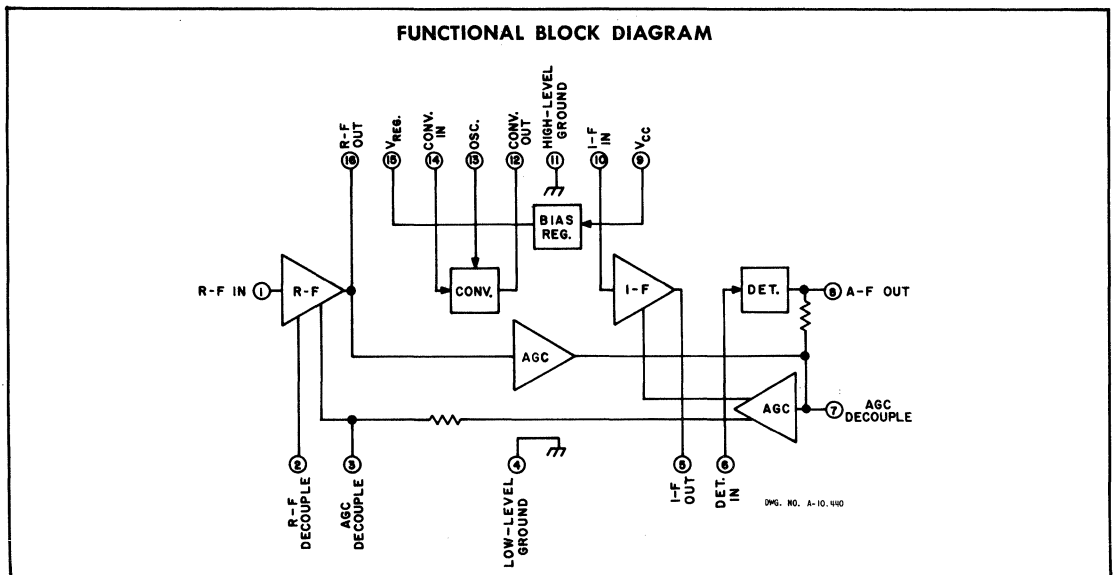 FUNCTIONAL BLOCK DIAGRAM
R-F
OUT
VREG.
CONV.
IN
OSC.
CONV.
OUT
HIGH-LEVEL
GROUND
I-F
IN
VCC
16
15
14
13
12
11
10
9
BIAS
REG.
R-F IN
1
R-F
CONV.
I-F
DET.
8
A-F OUT
AGC
AGC
7
AGC
DECOUPLE
2
3
4
5
6
R-F
DECOUPLE
AGC
DECOUPLE
LOW-LEVEL
GROUND
I-F
OUT
DET.
IN
DWG. NO. A-10,440